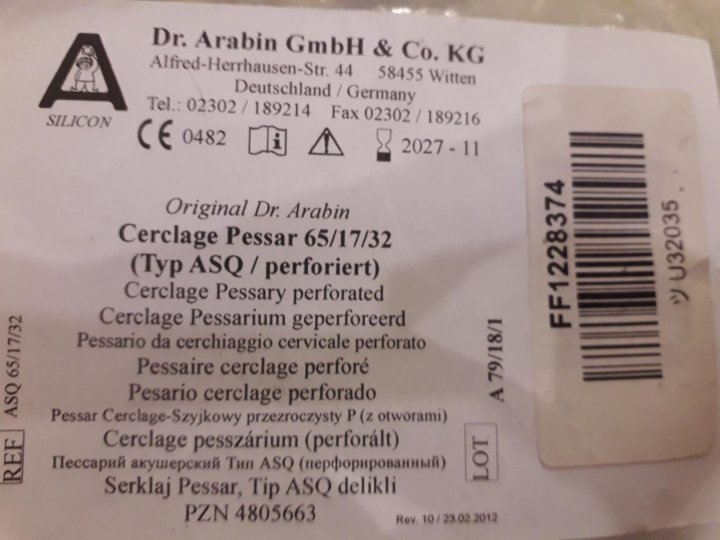 Dr. Arabin GmbH & Co. KG
Alfred-Herrhausen-Str. 44 58455 Witten
Deutschland / Germany
Tel.: 02302 / 189214 Fax 02302 / 189216
A
SILICON
CE 0482 i 2027 - 11
Original Dr. Arabin
Cerclage Pessar 65/17/32
(Typ ASQ / perforiert)
Cerclage Pessary perforated
Cerclage Pessarium geperforeerd
Pessario da cerchiaggio cervicale perforato
Pessaire cerclage perforé
Pesario cerclage perforado
Pessar Cerclage-Szyjkowy przezroczysty P (z otworami)
Cerclage pesszárium (perforált)
Пессарий акушерский Тип ASQ (перфорированный)
Serklaj Pessar, Tip ASQ delikli
PZN 4805663
Rev. 10 / 23.02.2012
REF ASQ 65/17/32
LOT A 79/18/1
FF1228374
U32035